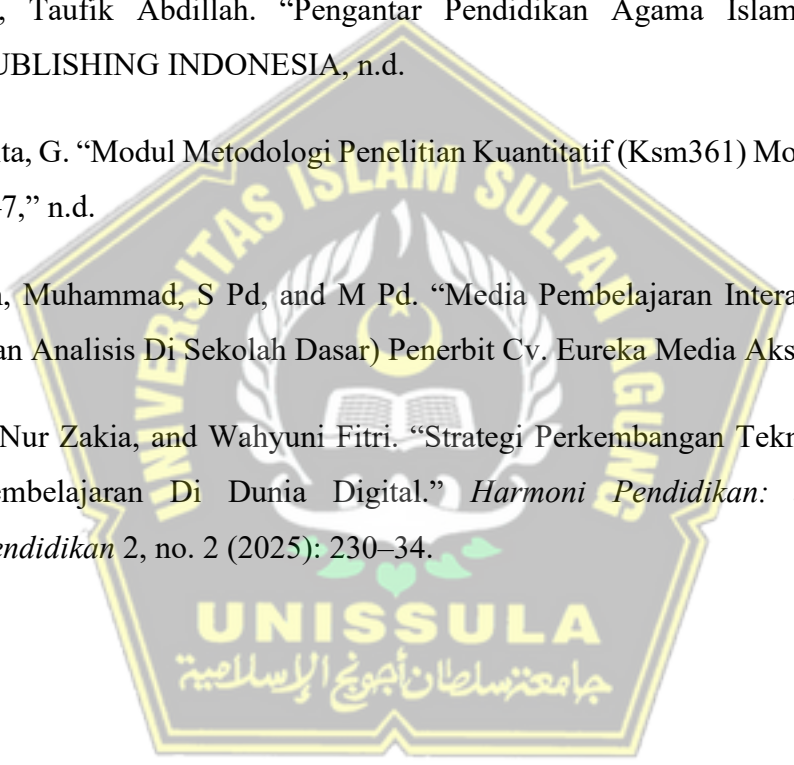 , Taufik Abdillah. “Pengantar Pendidikan Agama Islam
UBLISHING INDONESIA, n.d.
ta, G. “Modul Metodologi Penelitian Kuantitatif (Ksm361) Mo
7,” n.d.
, Muhammad, S Pd, and M Pd. “Media Pembelajaran Intera
an Analisis Di Sekolah Dasar) Penerbit Cv. Eureka Media Aks
Nur Zakia, and Wahyuni Fitri. “Strategi Perkembangan Tekn
embelajaran Di Dunia Digital.” Harmoni Pendidikan:
endidikan 2, no. 2 (2025): 230–34.
UNIVERSITAS ISLAM SULTAN AGUNG
UNISSULA
جامعة سلطان أجونج الإسلامية